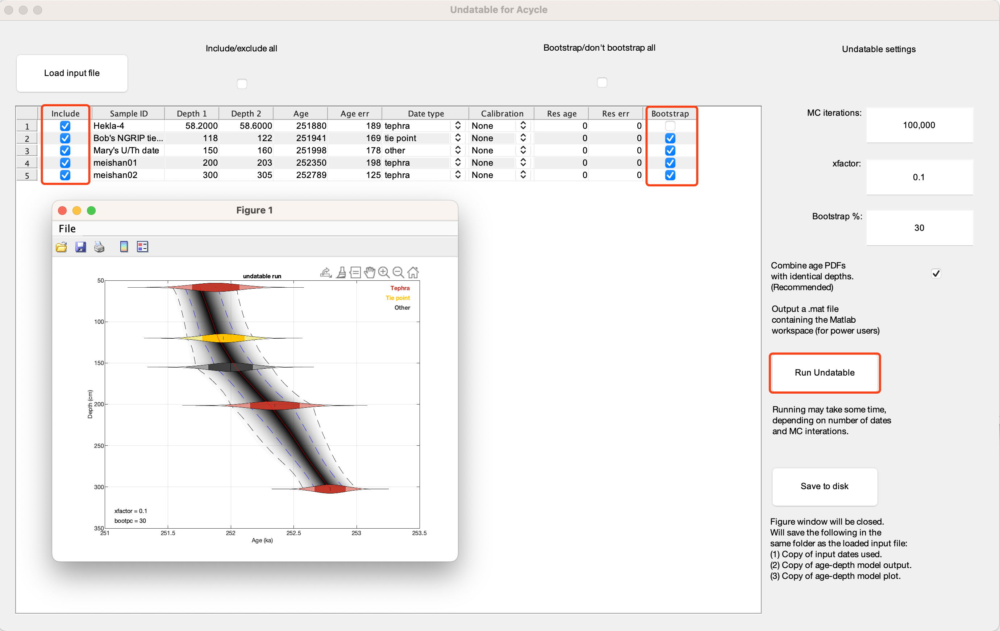 Undatable for Acycle
Include/exclude all
Bootstrap/don't bootstrap all
Undatable settings
Load input file
Include Sample ID Depth 1 Depth 2 Age Age err Date type Calibration Res age Res err Bootstrap
1 Hekla-4 58.2000 58.6000 251880 189 tephra None 0 0
2 Bob's NGRIP tie... 118 122 251941 169 tie point None 0 0
3 Mary's U/Th date 150 160 251998 178 other None 0 0
4 meishan01 200 203 252350 198 tephra None 0 0
5 meishan02 300 305 252789 125 tephra None 0 0
MC iterations:
100,000
xfactor:
0.1
Bootstrap %:
30
Combine age PDFs
with identical depths.
(Recommended)
Output a .mat file
containing the Matlab
workspace (for power users)
Run Undatable
Running may take some time,
depending on number of dates
and MC interations.
Save to disk
Figure window will be closed.
Will save the following in the
same folder as the loaded input file:
(1) Copy of input dates used.
(2) Copy of age-depth model output.
(3) Copy of age-depth model plot.
Figure 1
File
undatable run
Tephra
Tie point
Other
50
100
150
200
250
300
350
Depth (cm)
xfactor = 0.1
bootpc = 30
251 251.5 252 252.5 253 253.5
Age (ka)